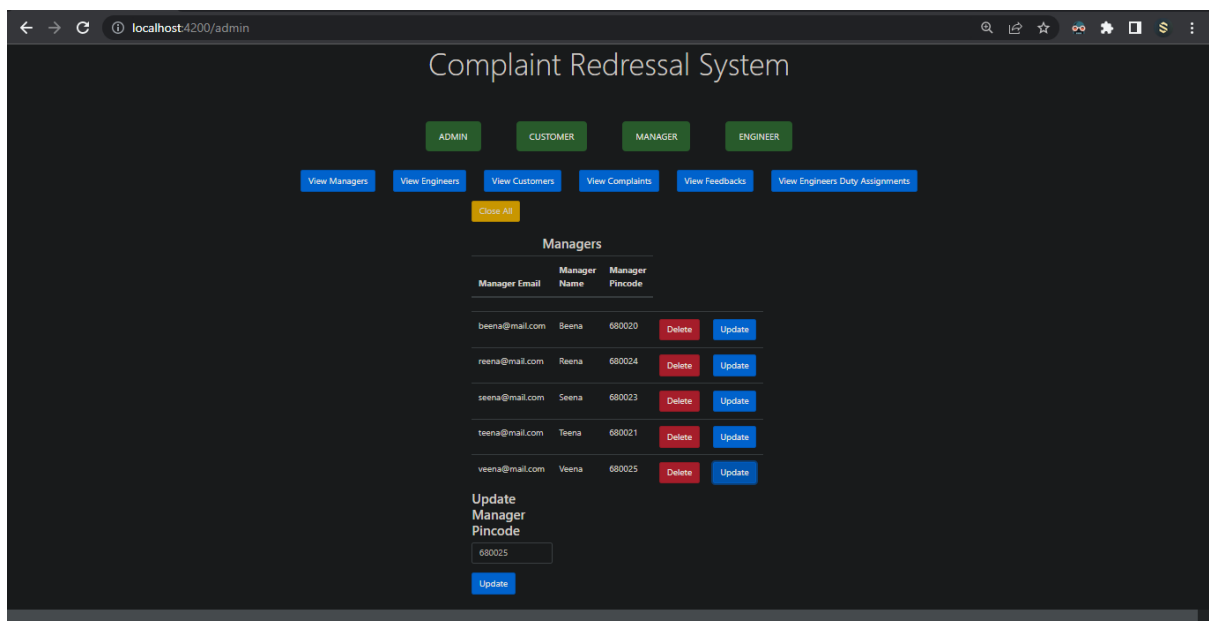 localhost:4200/admin
S
Complaint Redressal System
ADMIN CUSTOMER MANAGER ENGINEER
View Managers View Engineers View Customers View Complaints View Feedbacks View Engineers Duty Assignments
Close All
Managers
Manager Email Manager Name Manager Pincode
beena@mail.com Beena 680020 Delete Update
reena@mail.com Reena 680024 Delete Update
seena@mail.com Seena 680023 Delete Update
teena@mail.com Teena 680021 Delete Update
veena@mail.com Veena 680025 Delete Update
Update
Manager
Pincode
680025
Update